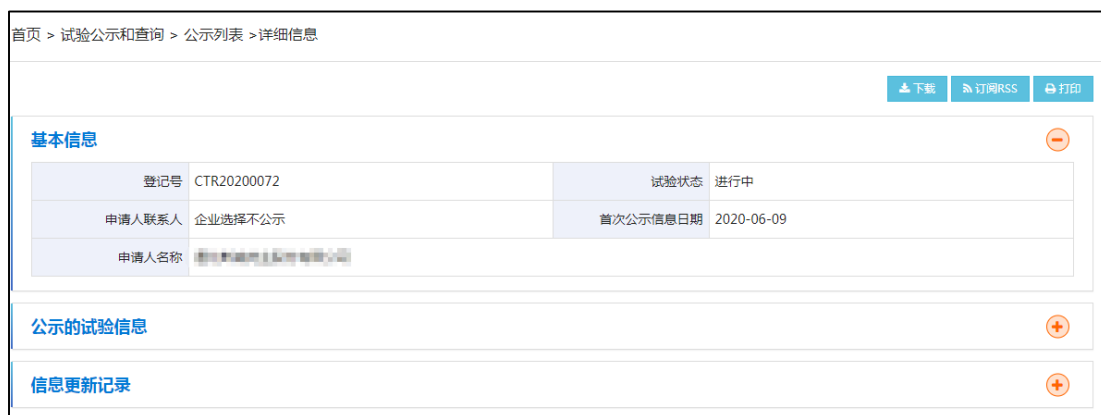 首页 > 试验公示和查询 > 公示列表 >详细信息
下载 订阅RSS 打印
基本信息
登记号 CTR20200072 试验状态 进行中
申请人联系人 企业选择不公示 首次公示信息日期 2020-06-09
申请人名称
公示的试验信息
信息更新记录